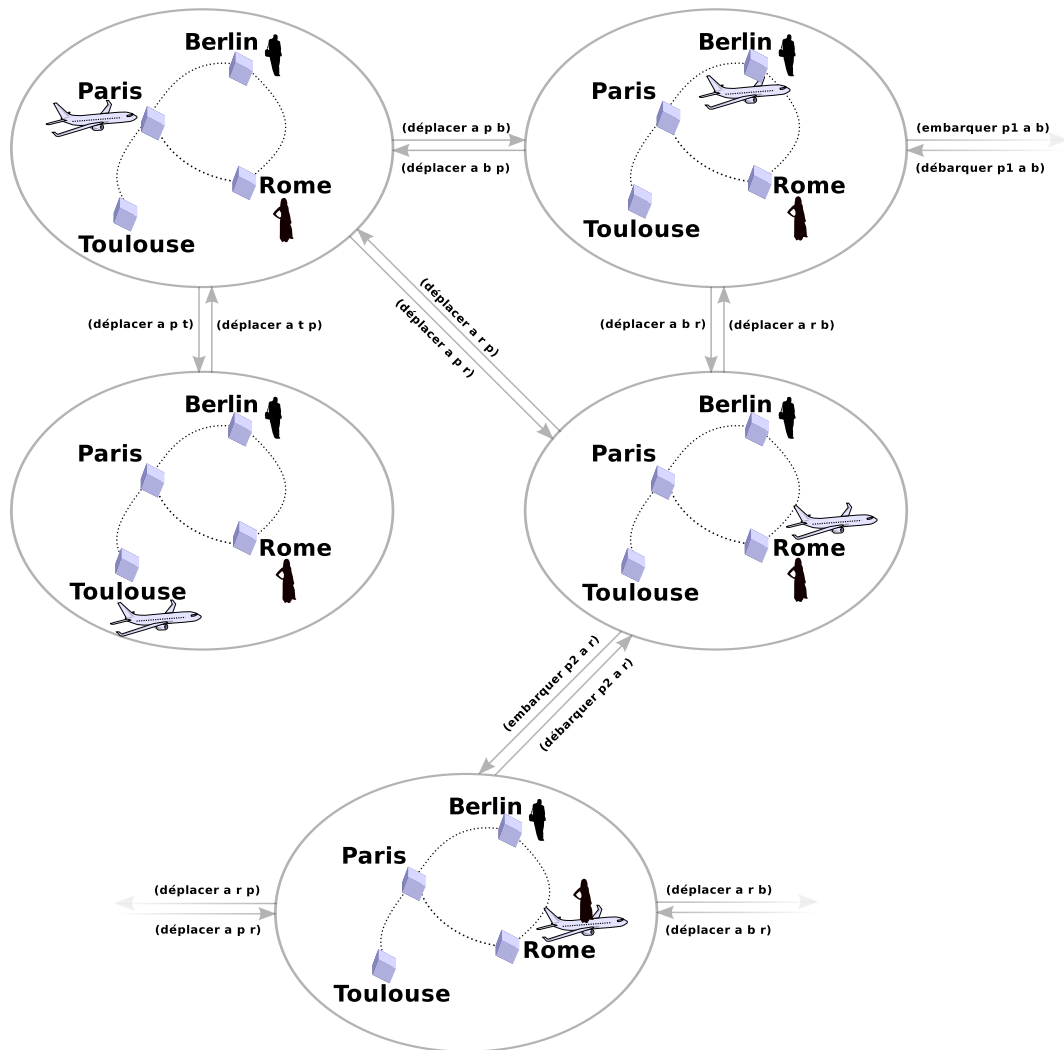 Berlin
Paris
Rome
Toulouse
(déplacer a p b)
(déplacer a b p)
Berlin
Paris
Rome
Toulouse
(embarquer p1 a b)
(débarquer p1 a b)
(déplacer a p t)
(déplacer a t p)
(déplacer a r p)
(déplacer a p r)
(déplacer a b r)
(déplacer a r b)
Berlin
Paris
Rome
Toulouse
Berlin
Paris
Rome
Toulouse
(embarquer p2 a r)
(débarquer p2 a r)
Berlin
Paris
Rome
Toulouse
(déplacer a r p)
(déplacer a p r)
(déplacer a r b)
(déplacer a b r)